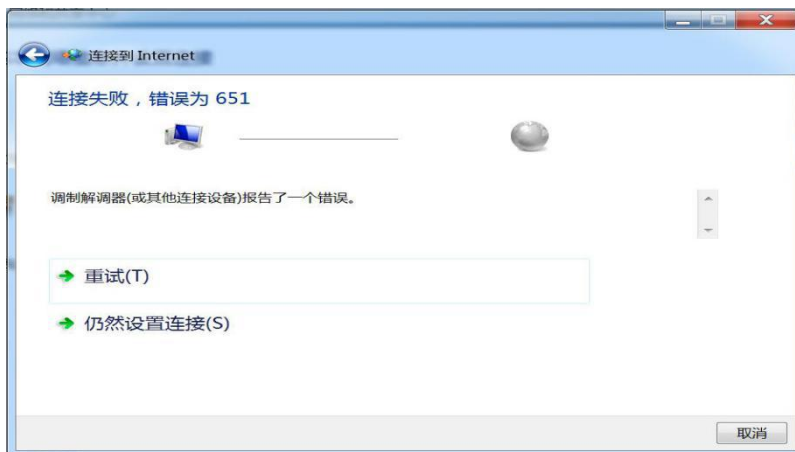 连接到 Internet
连接失败，错误为 651
调制解调器(或其他连接设备)报告了一个错误。
重试(T)
仍然设置连接(S)
取消